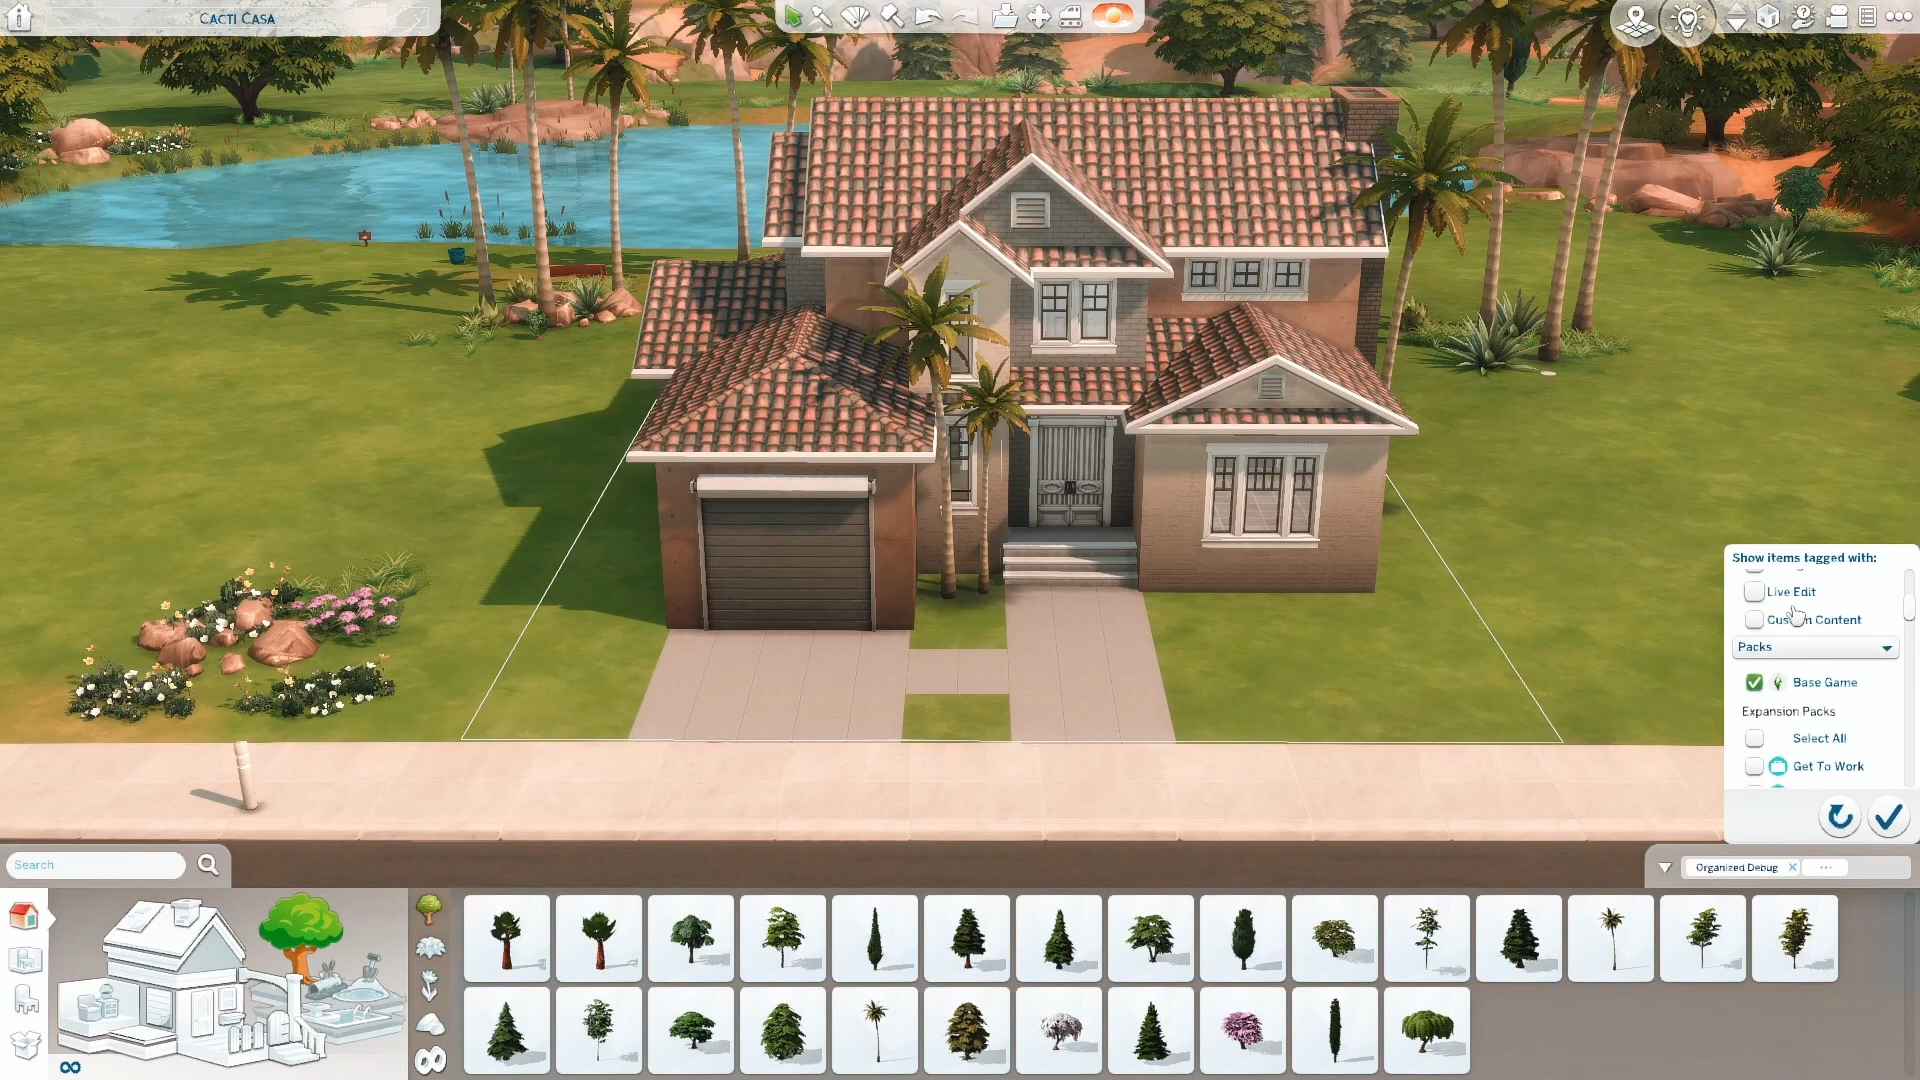 CACTI CASA
Show items tagged with:
Live Edit
Custom Content
Packs
Base Game
Expansion Packs
Select All
Get To Work
Search
Organized Debug